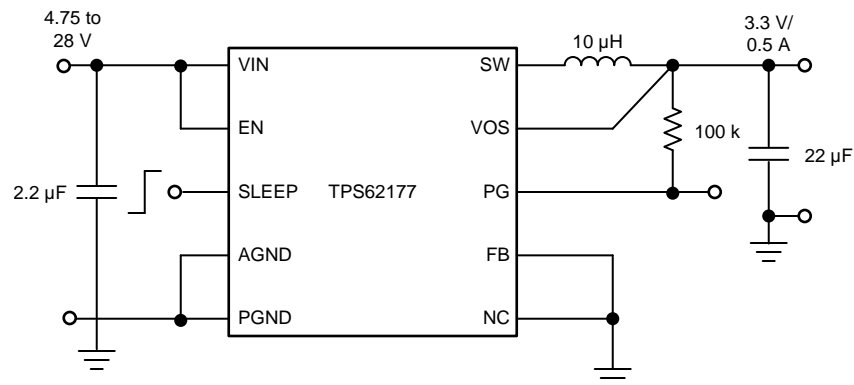 4.75 to
28 V
10 µH
3.3 V/
0.5 A
VIN
SW
EN
VOS
100 k
22 µF
2.2 µF
SLEEP
TPS62177
PG
AGND
FB
PGND
NC